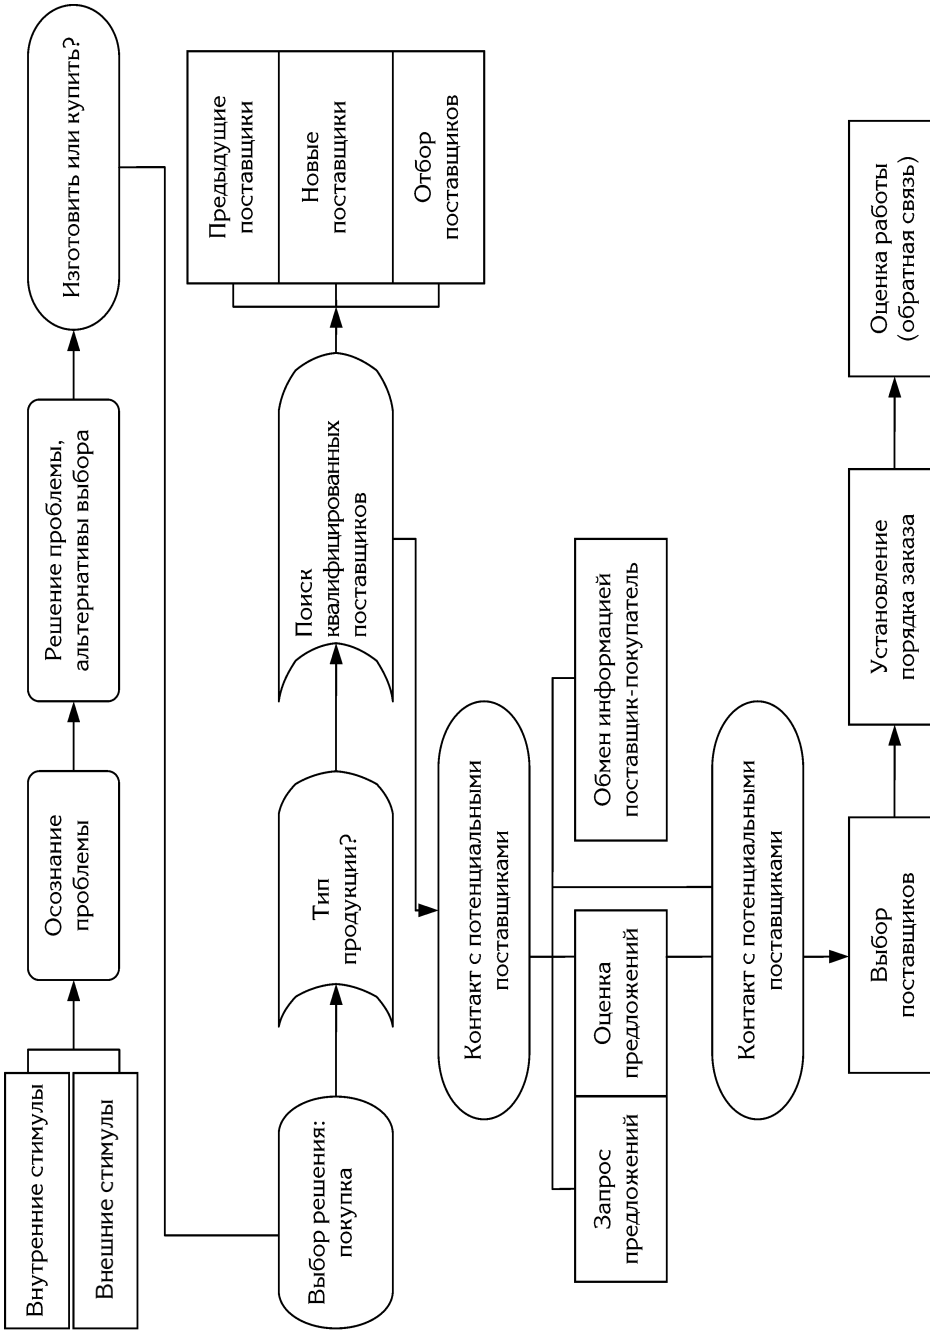 Внутренние стимулы
Внешние стимулы
Осознание
проблемы
Решение проблемы,
альтернативы выбора
Изготовить или купить?
Выбор решения:
покупка
Тип
продукции?
Поиск
квалифицированных
поставщиков
Предыдущие
поставщики
Новые
поставщики
Отбор
поставщиков
Контакт с потенциальными
поставщиками
Запрос
предложений
Оценка
предложений
Обмен информацией
поставщик-покупатель
Контакт с потенциальными
поставщиками
Выбор
поставщиков
Установление
порядка заказа
Оценка работы
(обратная связь)